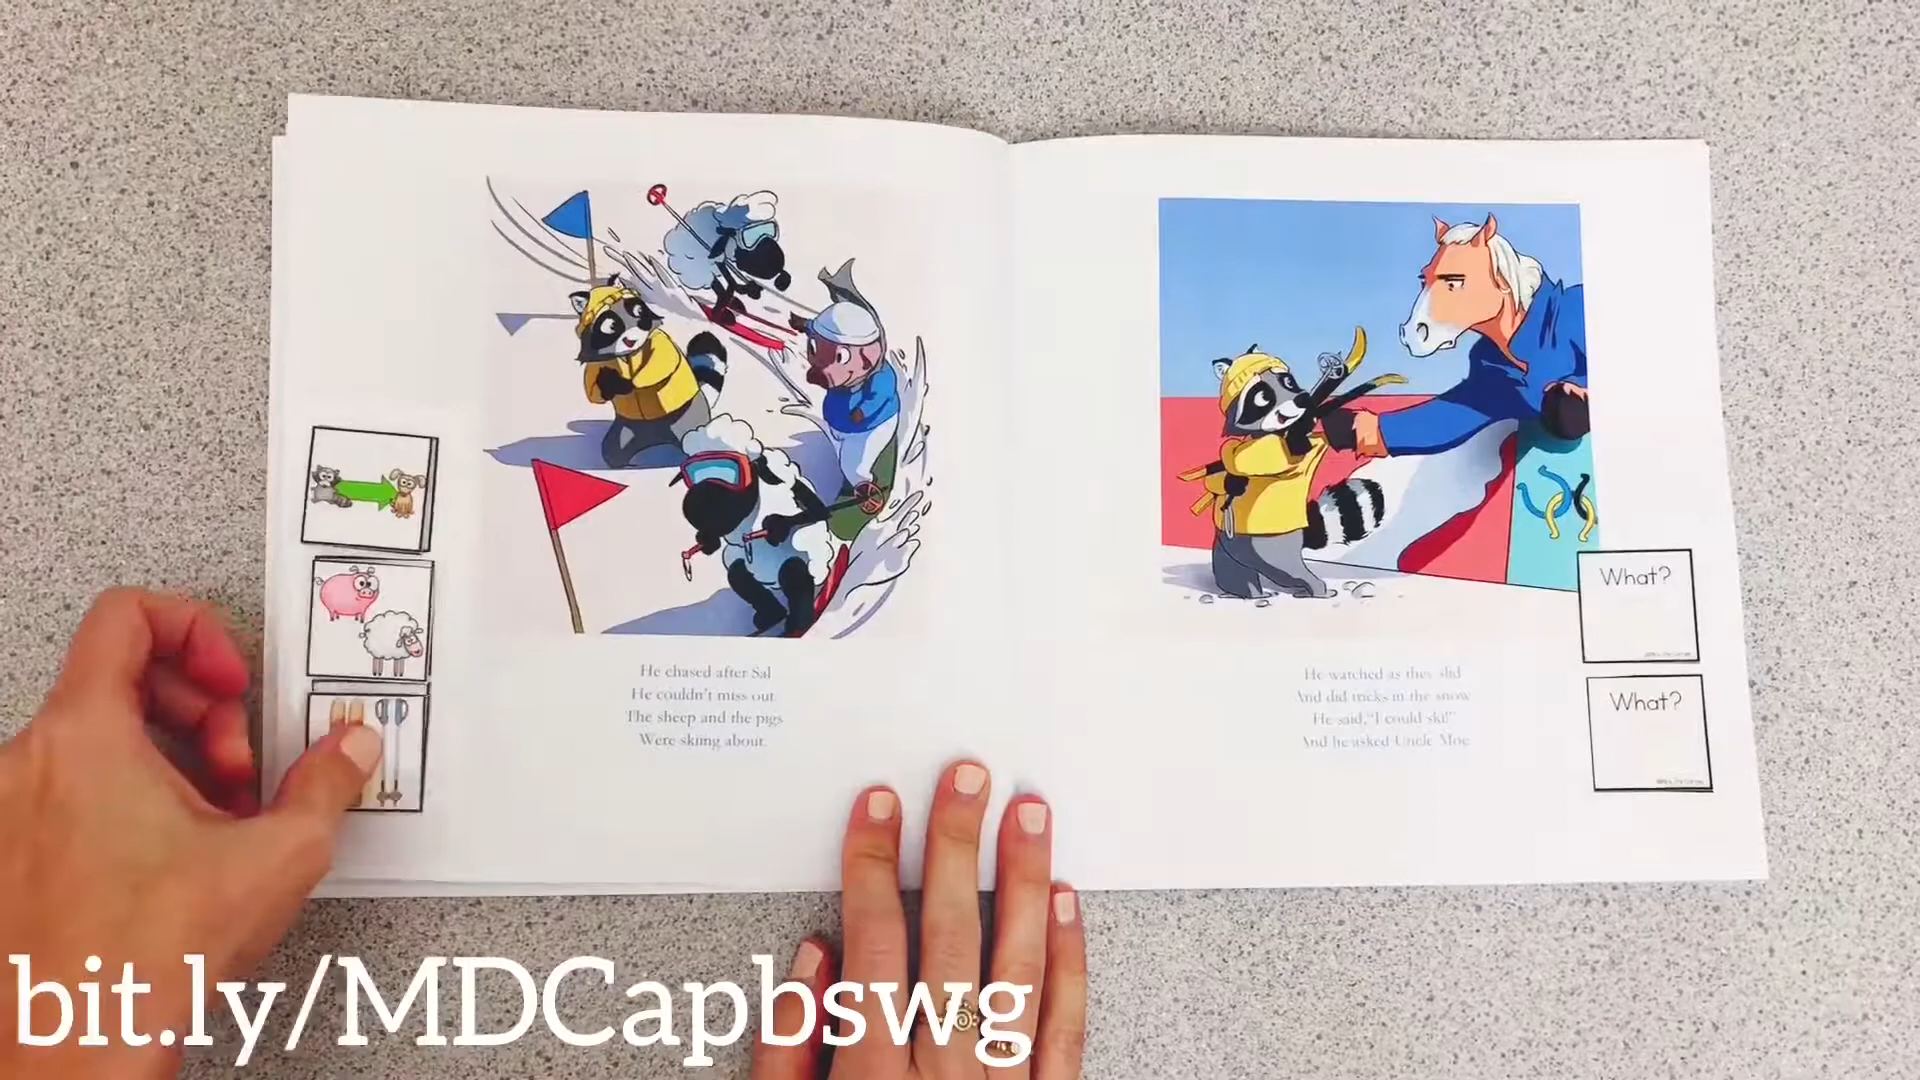 He chased after Sal
He couldn't miss out.
The sheep and the pigs
Were skiing about.
He watched as they slid
And did tricks in the snow
He said, "I could ski!"
And he asked Uncle Moe
What?
What?
bit.ly/MDCapbswg